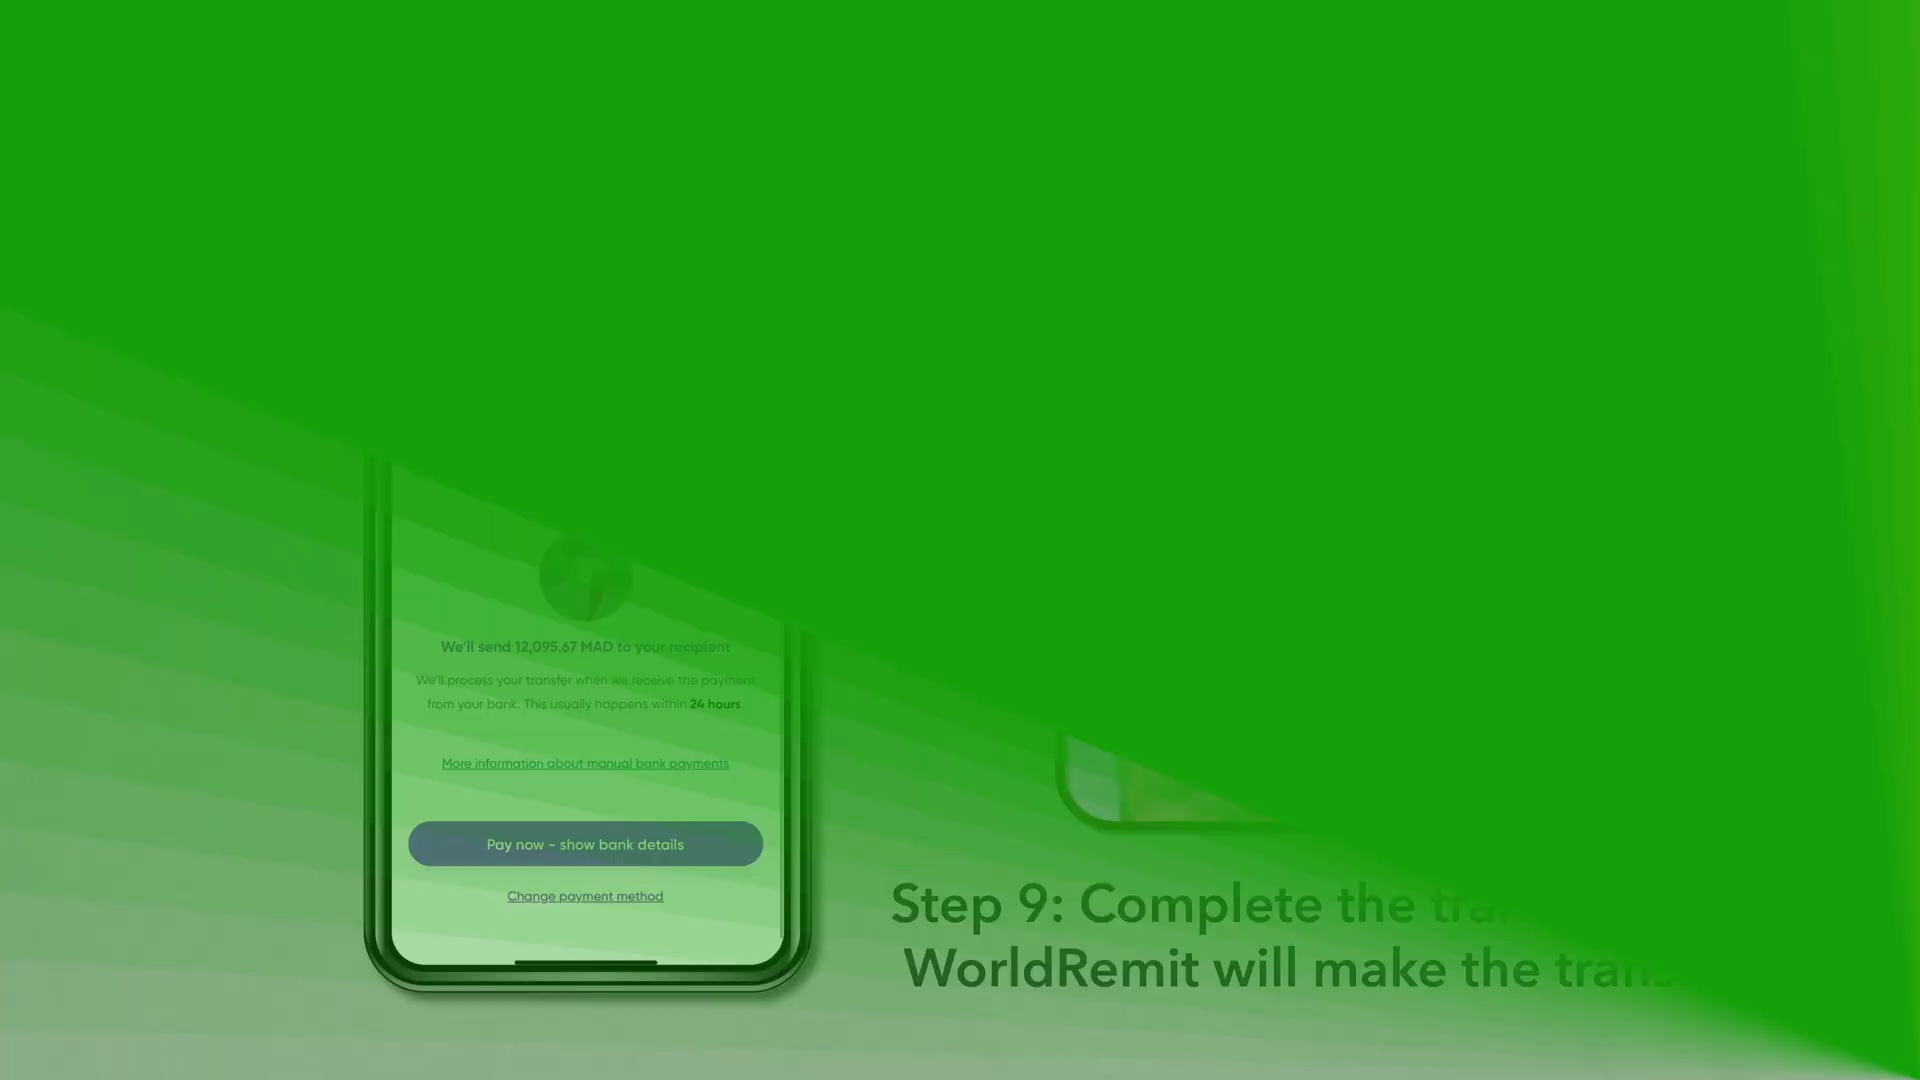 We'll send 12,095.67 MAD to your recipient
We'll process your transfer when we receive the payment
from your bank. This usually happens within 24 hours.
More information about manual bank payments
Pay now - show bank details
Change payment method
Step 9: Complete the
WorldRemit will make the